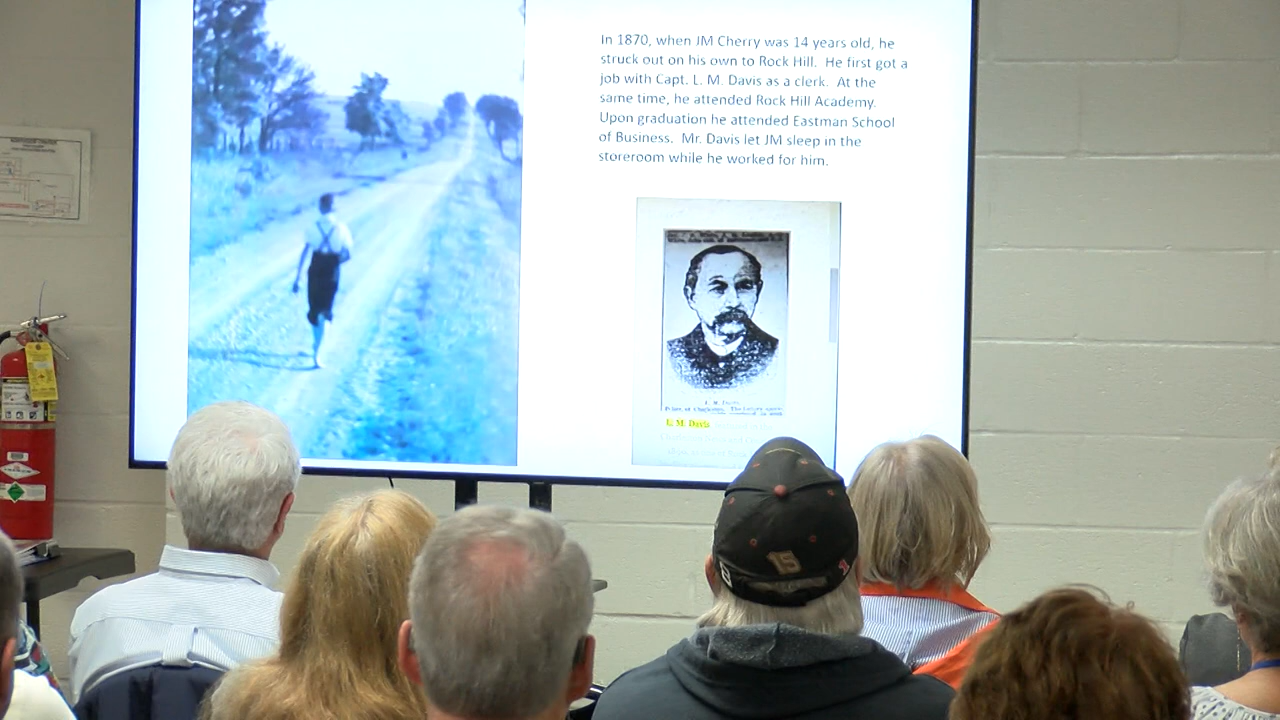 In 1870, when JM Cherry was 14 years old, he
struck out on his own to Rock Hill. He first got a
job with Capt. L. M. Davis as a clerk. At the
same time, he attended Rock Hill Academy.
Upon graduation he attended Eastman School
of Business. Mr. Davis let JM sleep in the
storeroom while he worked for him.
L. M. Davis
15